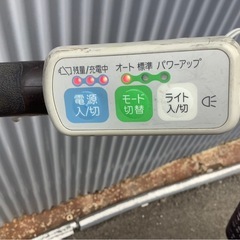 残量/充電中 オート 標準 パワーアップ
電源
入/切
モード
切替
ライト
入/切